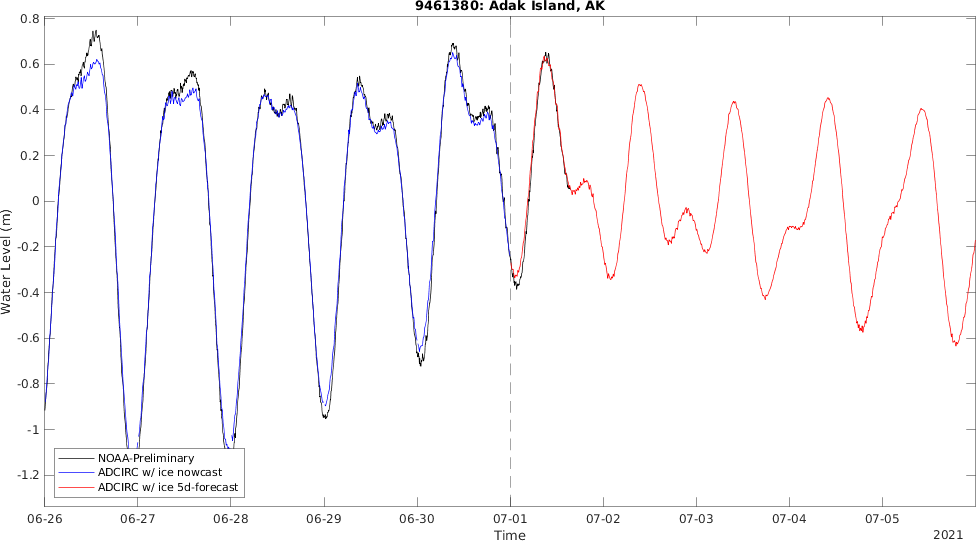 9461380: Adak Island, AK
0.8
0.6
0.4
0.2
0
-0.2
-0.4
-0.6
-0.8
-1
-1.2
Water Level (m)
NOAA-Preliminary
ADCIRC w/ ice nowcast
ADCIRC w/ ice 5d-forecast
06-26 06-27 06-28 06-29 06-30 07-01 07-02 07-03 07-04 07-05
Time
2021